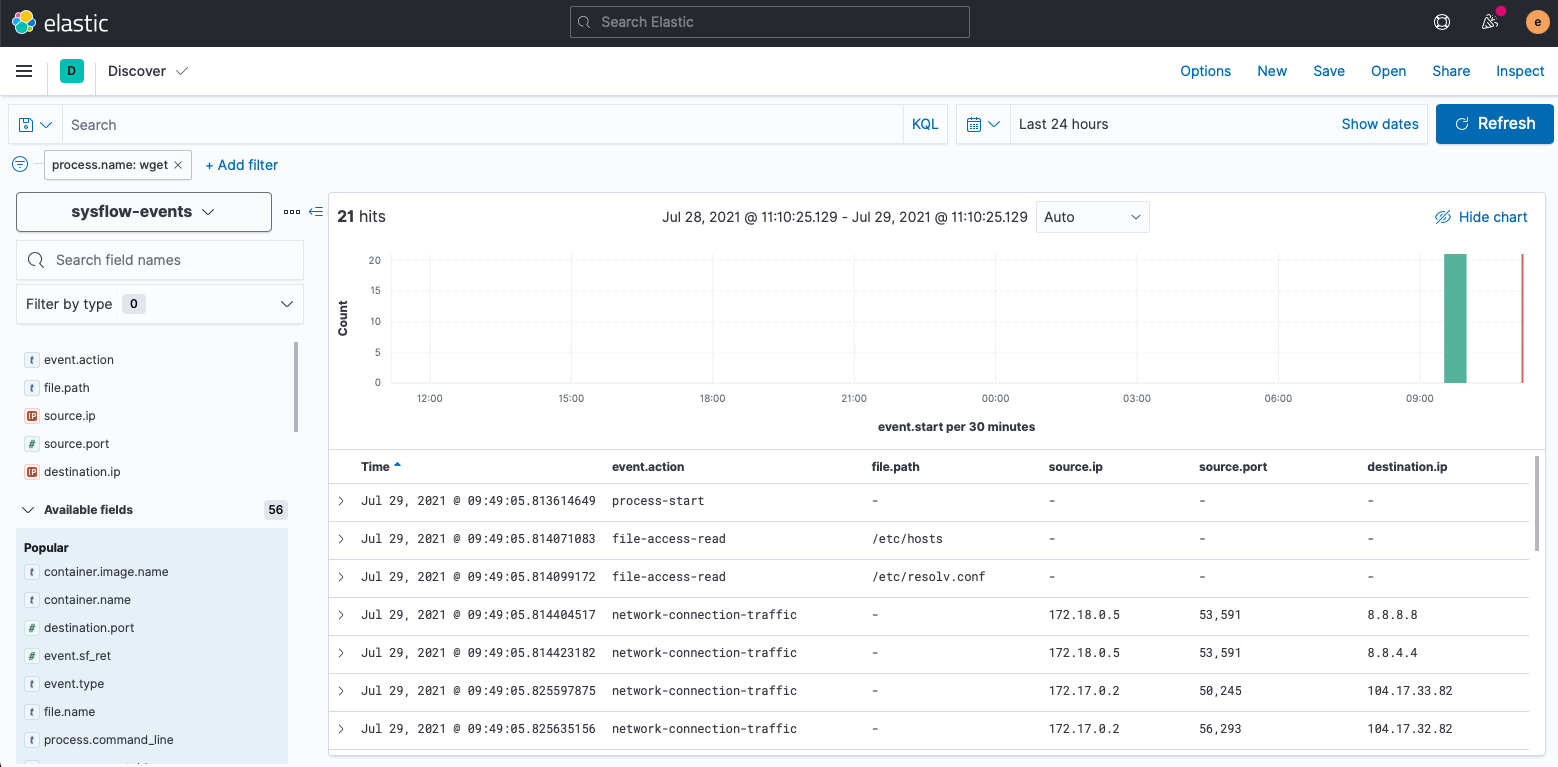 elastic
Search Elastic
e
D
Discover
Options New Save Open Share Inspect
Search
KQL
Last 24 hours
Show dates
Refresh
process.name: wget
+ Add filter
sysflow-events
Search field names
Filter by type 0
t event.action
t file.path
IP source.ip
# source.port
IP destination.ip
Available fields 56
Popular
t container.image.name
t container.name
# destination.port
# event.sf_ret
t event.type
t file.name
t process.command_line
21 hits
Jul 28, 2021 @ 11:10:25.129 - Jul 29, 2021 @ 11:10:25.129
Auto
Hide chart
Count
20
15
10
5
0
12:00 15:00 18:00 21:00 00:00 03:00 06:00 09:00
event.start per 30 minutes
Time event.action file.path source.ip source.port destination.ip
Jul 29, 2021 @ 09:49:05.813614649 process-start - - - -
Jul 29, 2021 @ 09:49:05.814071083 file-access-read /etc/hosts - - -
Jul 29, 2021 @ 09:49:05.814099172 file-access-read /etc/resolv.conf - - -
Jul 29, 2021 @ 09:49:05.814404517 network-connection-traffic - 172.18.0.5 53,591 8.8.8.8
Jul 29, 2021 @ 09:49:05.814423182 network-connection-traffic - 172.18.0.5 53,591 8.8.4.4
Jul 29, 2021 @ 09:49:05.825597875 network-connection-traffic - 172.17.0.2 50,245 104.17.33.82
Jul 29, 2021 @ 09:49:05.825635156 network-connection-traffic - 172.17.0.2 56,293 104.17.32.82